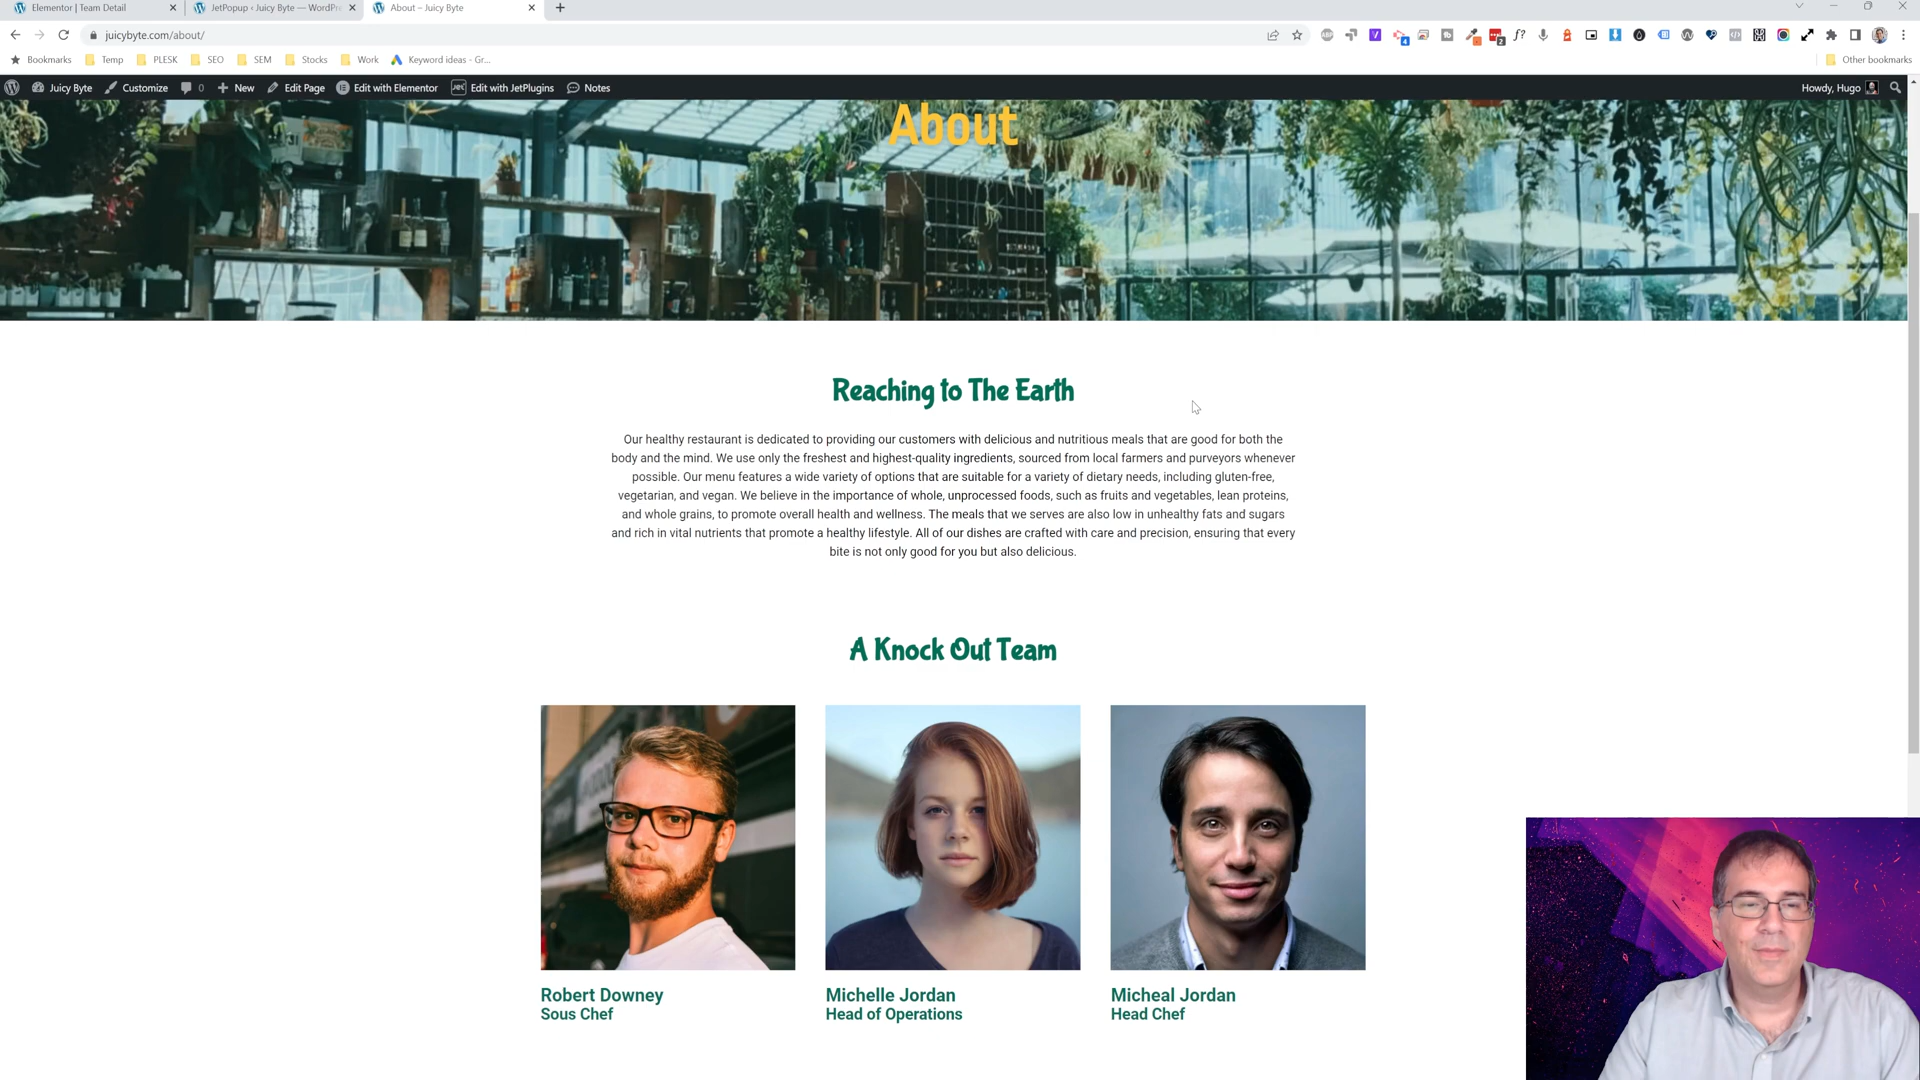 Elementor | Team Detail
JetPopup ‹ Juicy Byte — WordPre
About – Juicy Byte
juicybyte.com/about/
Bookmarks
Temp
PLESK
SEO
SEM
Stocks
Work
Keyword ideas - Gr...
Other bookmarks
Juicy Byte
Customize
0
New
Edit Page
Edit with Elementor
Edit with JetPlugins
Notes
Howdy, Hugo
About
Reaching to The Earth
Our healthy restaurant is dedicated to providing our customers with delicious and nutritious meals that are good for both the
body and the mind. We use only the freshest and highest-quality ingredients, sourced from local farmers and purveyors whenever
possible. Our menu features a wide variety of options that are suitable for a variety of dietary needs, including gluten-free,
vegetarian, and vegan. We believe in the importance of whole, unprocessed foods, such as fruits and vegetables, lean proteins,
and whole grains, to promote overall health and wellness. The meals that we serves are also low in unhealthy fats and sugars
and rich in vital nutrients that promote a healthy lifestyle. All of our dishes are crafted with care and precision, ensuring that every
bite is not only good for you but also delicious.
A Knock Out Team
Robert Downey
Sous Chef
Michelle Jordan
Head of Operations
Micheal Jordan
Head Chef